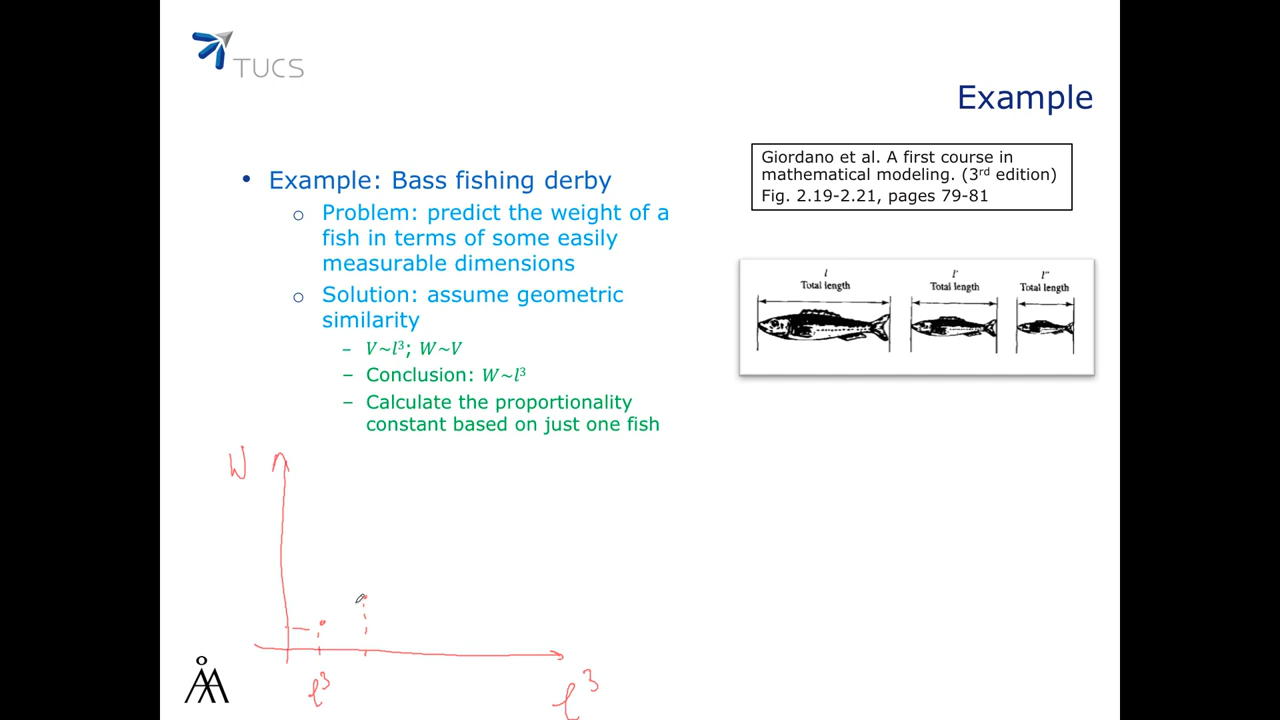 TUCS
Example
Giordano et al. A first course in
mathematical modeling. (3rd edition)
Fig. 2.19-2.21, pages 79-81
• Example: Bass fishing derby
o Problem: predict the weight of a
fish in terms of some easily
measurable dimensions
o Solution: assume geometric
similarity
– V~l³; W~V
– Conclusion: W~l³
– Calculate the proportionality
constant based on just one fish
l l' l''
Total length Total length Total length
W
l³
l³